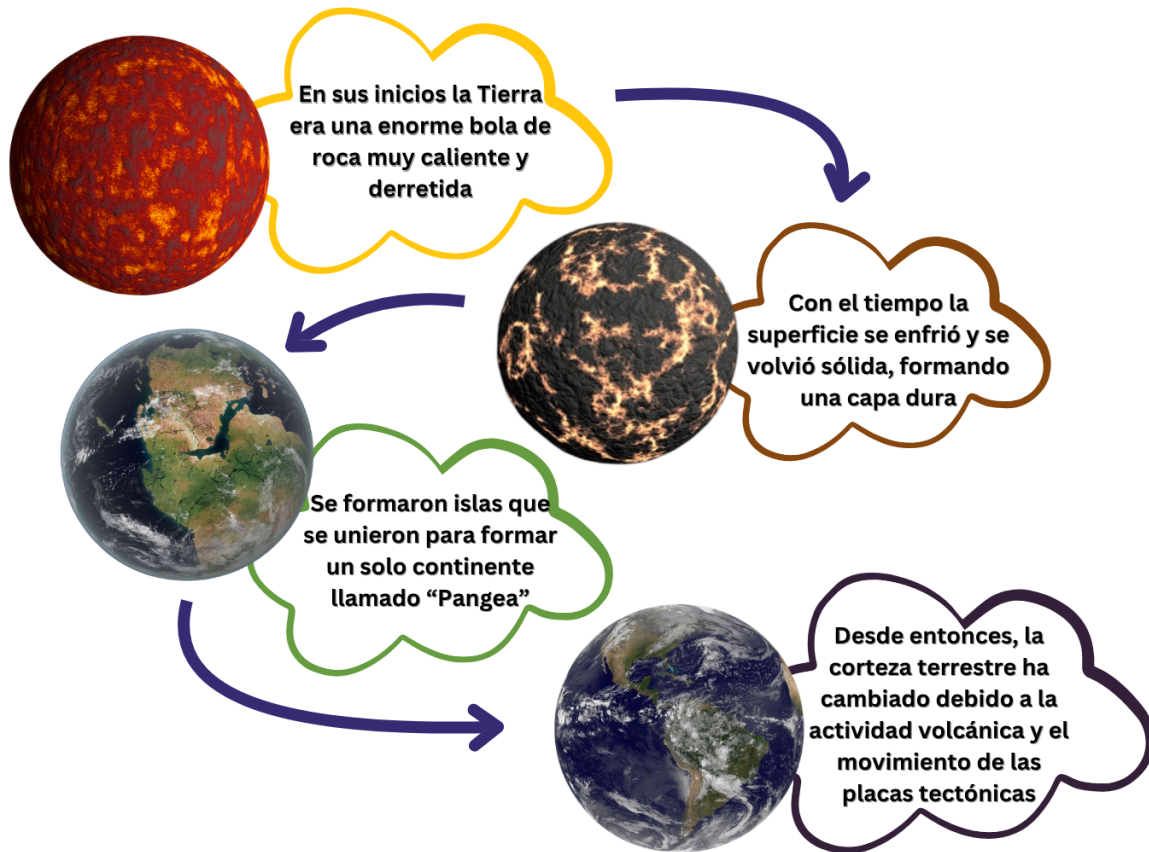 En sus inicios la Tierra
era una enorme bola de
roca muy caliente y
derretida
Con el tiempo la
superficie se enfrió y se
volvió sólida, formando
una capa dura
Se formaron islas que
se unieron para formar
un solo continente
llamado “Pangea”
Desde entonces, la
corteza terrestre ha
cambiado debido a la
actividad volcánica y el
movimiento de las
placas tectónicas